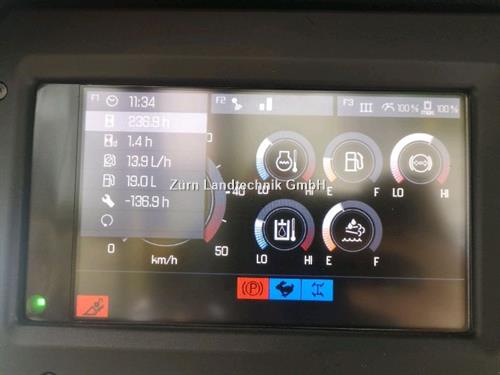 F1 11:34
236.9 h
1.4 h
13.9 L/h
19.0 L
-136.9 h
F2
F3 100 % max 100 %
LO HI E F LO HI
LO HI E F
40
0 50
km/h
Zürn Landtechnik GmbH
P